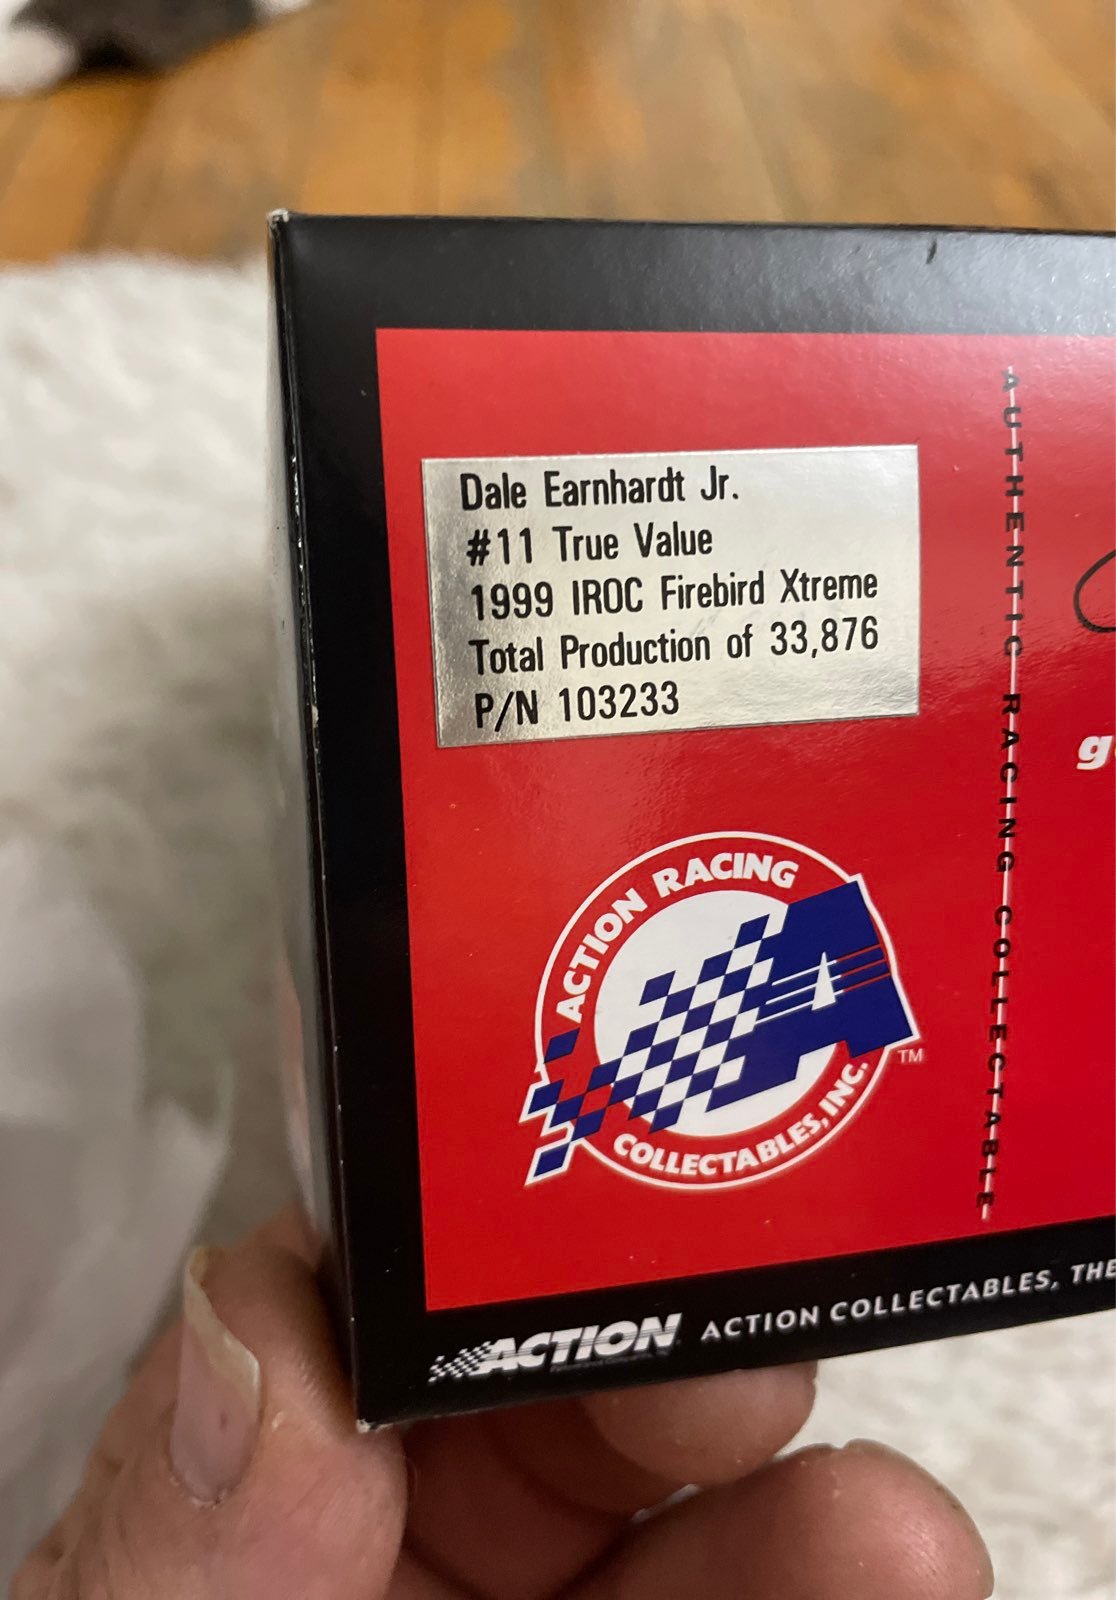 Dale Earnhardt Jr.
#11 True Value
1999 IROC Firebird Xtreme
Total Production of 33,876
P/N 103233
AUTHENTIC RACING COLLECTABLE
ACTION RACING
COLLECTABLES, INC.
TM
ACTION
ACTION COLLECTABLES, THE